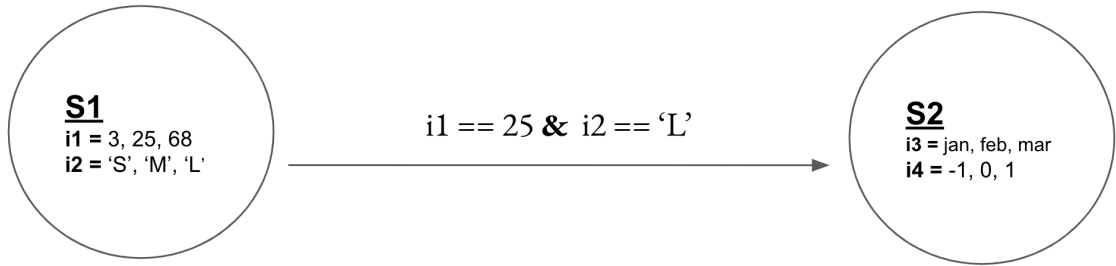 S1
i1 = 3, 25, 68
i2 = ‘S’, ‘M’, ‘L’
i1 == 25 & i2 == ‘L’
S2
i3 = jan, feb, mar
i4 = -1, 0, 1